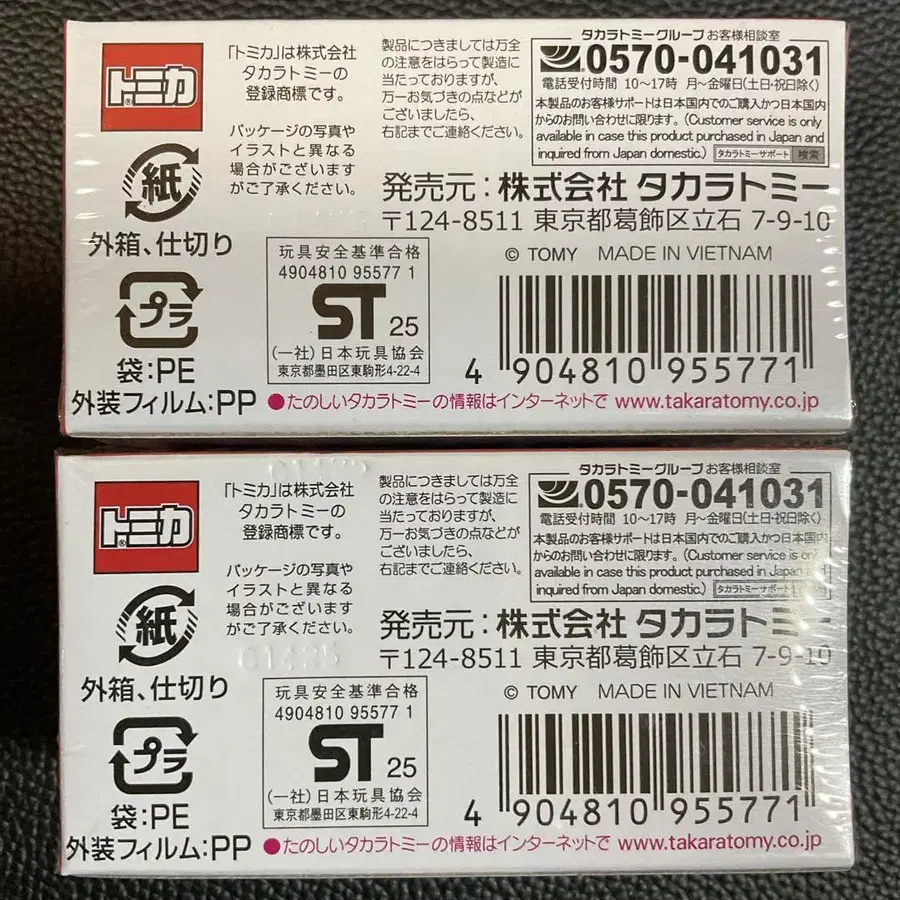 トミカ
「トミカ」は株式会社
タカラトミーの
登録商標です。
パッケージの写真や
イラストと異なる
場合がございます
がご了承ください。
製品につきましては万全
の注意をはらって製造に
当たっておりますが、
万一お気づきの点などが
ございましたら、
右記までご連絡ください。
タカラトミーグループ お客様相談室
0570-041031
電話受付時間 10〜17時 月〜金曜日(土日・祝日除く)
本製品のお客様サポートは日本国内でのご購入かつ日本国内
からのお問い合わせに限ります。(Customer service is only
available in case this product purchased in Japan and
inquired from Japan domestic.) タカラトミーサポート 検索
発売元:株式会社 タカラトミー
〒124-8511 東京都葛飾区立石 7-9-10
紙
外箱、仕切り
プラ
袋:PE
外装フィルム:PP
玩具安全基準合格
4904810 95577 1
ST 25
(一社)日本玩具協会
東京都墨田区東駒形4-22-4
© TOMY MADE IN VIETNAM
4 904810 955771
●たのしいタカラトミーの情報はインターネットで www.takaratomy.co.jp
トミカ
「トミカ」は株式会社
タカラトミーの
登録商標です。
パッケージの写真や
イラストと異なる
場合がございます
がご了承ください。
製品につきましては万全
の注意をはらって製造に
当たっておりますが、
万一お気づきの点などが
ございましたら、
右記までご連絡ください。
タカラトミーグループ お客様相談室
0570-041031
電話受付時間 10〜17時 月〜金曜日(土日・祝日除く)
本製品のお客様サポートは日本国内でのご購入かつ日本国内
からのお問い合わせに限ります。(Customer service is only
available in case this product purchased in Japan and
inquired from Japan domestic.) タカラトミーサポート
発売元:株式会社 タカラトミー
〒124-8511 東京都葛飾区立石 7-9-10
紙
外箱、仕切り
プラ
袋:PE
外装フィルム:PP
玩具安全基準合格
4904810 95577 1
ST 25
(一社)日本玩具協会
東京都墨田区東駒形4-22-4
© TOMY MADE IN VIETNAM
4 904810 955771
●たのしいタカラトミーの情報はインターネットで www.takaratomy.co.jp